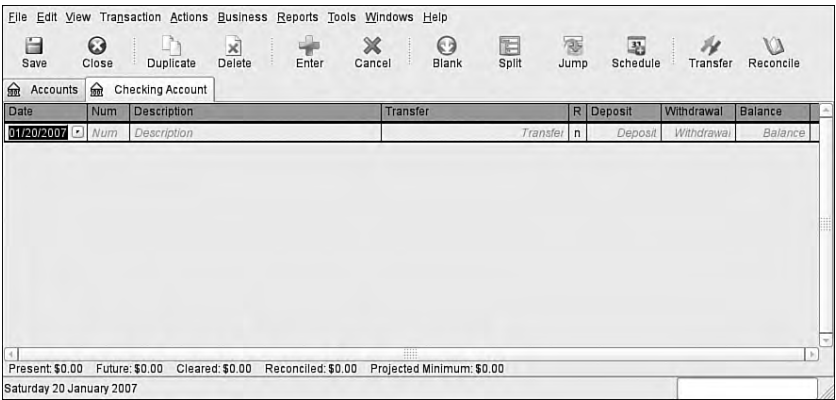 File Edit View Transaction Actions Business Reports Tools Windows Help
Save Close Duplicate Delete Enter Cancel Blank Split Jump Schedule Transfer Reconcile
Accounts Checking Account
Date Num Description Transfer R Deposit Withdrawal Balance
01/20/2007 Num Description Transfer n Deposit Withdrawal Balance
Present: $0.00 Future: $0.00 Cleared: $0.00 Reconciled: $0.00 Projected Minimum: $0.00
Saturday 20 January 2007